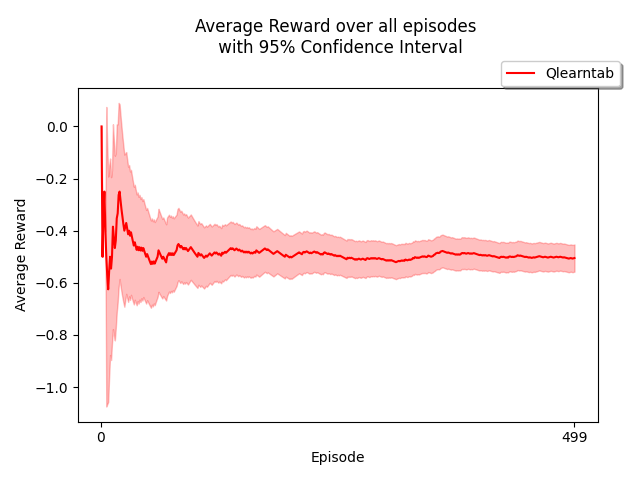 Average Reward over all episodes
with 95% Confidence Interval
Qlearntab
0.0
−0.2
−0.4
−0.6
−0.8
−1.0
Average Reward
0
499
Episode